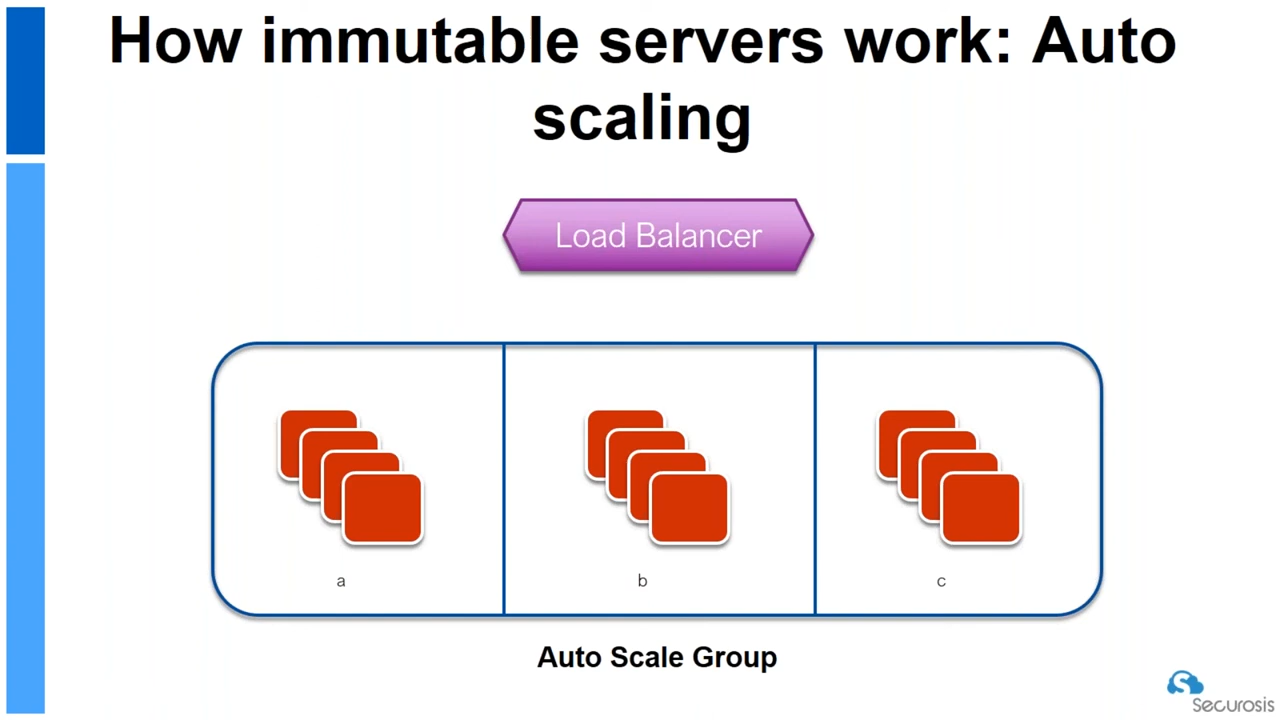 How immutable servers work: Auto
scaling
Load Balancer
a
b
c
Auto Scale Group
Securosis